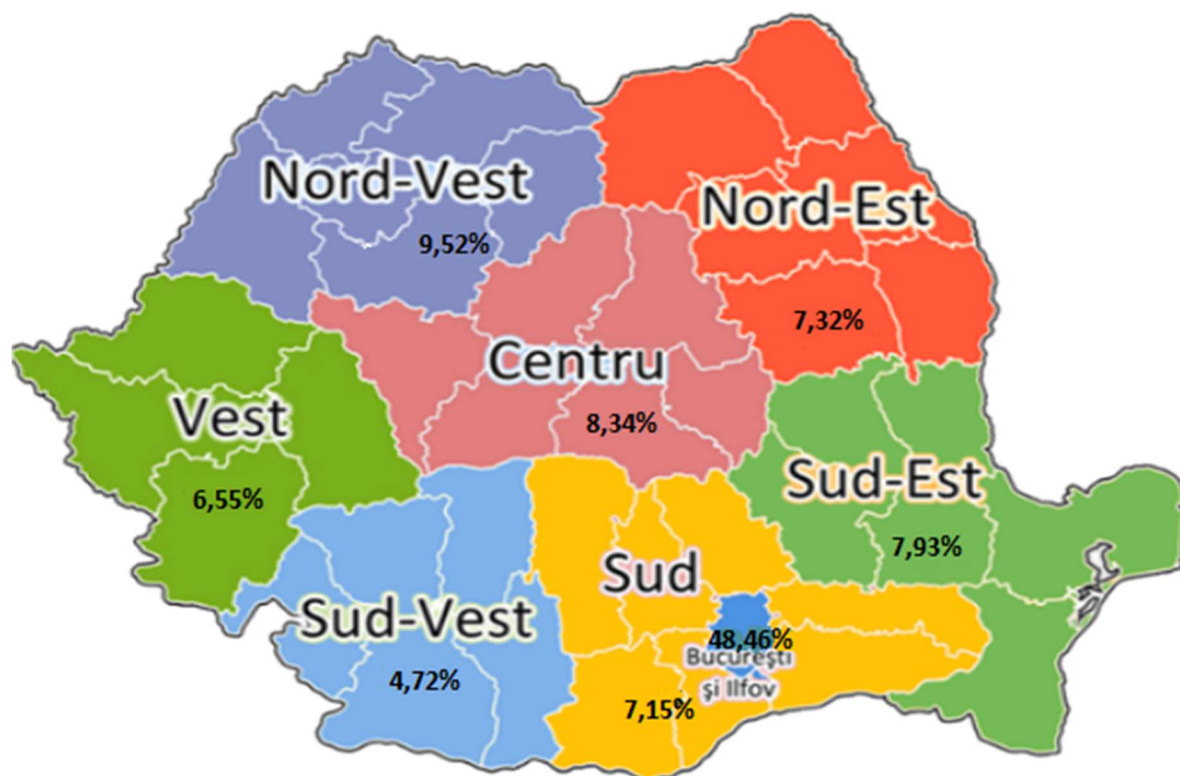 Nord-Vest
9,52%
Nord-Est
7,32%
Centru
8,34%
Vest
6,55%
Sud-Est
7,93%
Sud
7,15%
Sud-Vest
4,72%
48,46%
București
și Ilfov